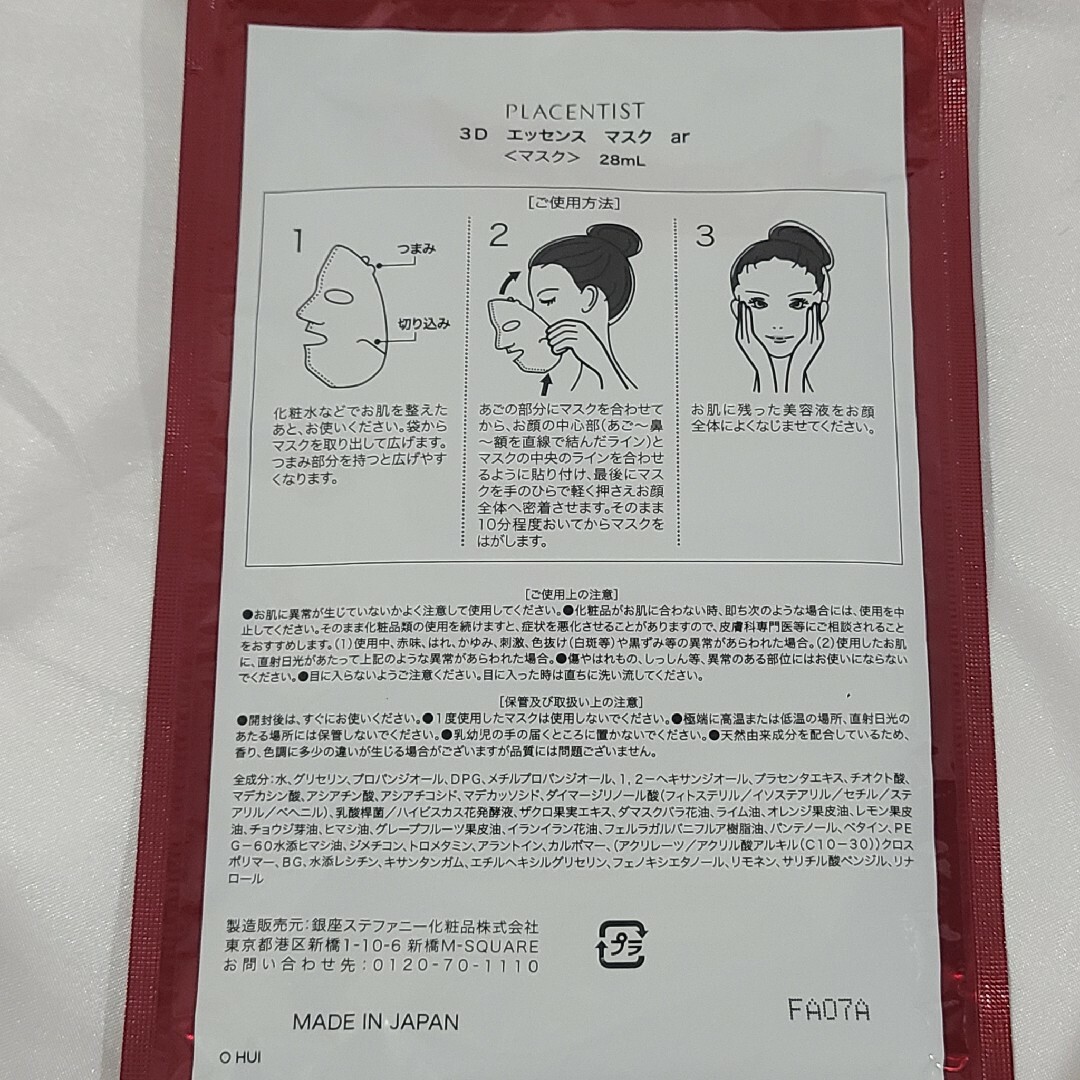 PLACENTIST
3D エッセンス マスク ar
<マスク> 28mL
[ご使用方法]
1
つまみ
切り込み
化粧水などでお肌を整えた
あと、お使いください。袋から
マスクを取り出して広げます。
つまみ部分を持つと広げやす
くなります。
2
あごの部分にマスクを合わせて
から、お顔の中心部(あご〜鼻
〜額を直線で結んだライン)と
マスクの中央のラインを合わせ
るように貼り付け、最後にマス
クを手のひらで軽く押さえお顔
全体へ密着させます。そのまま
10分程度おいてからマスクを
はがします。
3
お肌に残った美容液をお顔
全体によくなじませてください。
[ご使用上の注意]
●お肌に異常が生じていないかよく注意して使用してください。●化粧品がお肌に合わない時、即ち次のような場合には、使用を中
止してください。そのまま化粧品類の使用を続けますと、症状を悪化させることがありますので、皮膚科専門医等にご相談されること
をおすすめします。(1)使用中、赤味、はれ、かゆみ、刺激、色抜け(白斑等)や黒ずみ等の異常があらわれた場合。(2)使用したお肌
に、直射日光があたって上記のような異常があらわれた場合。●傷やはれもの、しっしん等、異常のある部位にはお使いにならない
でください。●目に入らないようご注意ください。目に入った時は直ちに洗い流してください。
[保管及び取扱い上の注意]
●開封後は、すぐにお使いください。●1度使用したマスクは使用しないでください。●極端に高温または低温の場所、直射日光の
あたる場所には保管しないでください。●乳幼児の手の届くところに置かないでください。●天然由来成分を配合しているため、
香り、色調に多少の違いが生じる場合がございますが品質には問題ございません。
全成分:水、グリセリン、プロパンジオール、DPG、メチルプロパンジオール、1,2-ヘキサンジオール、プラセンタエキス、チオクト酸、
マデカシン酸、アシアチン酸、アシアチコシド、マデカッソシド、ダイマージリノール酸(フィトステリル/イソステアリル/セチル/ステ
アリル/ベヘニル)、乳酸桿菌/ハイビスカス花発酵液、ザクロ果実エキス、ダマスクバラ花油、ライム油、オレンジ果皮油、レモン果皮
油、チョウジ芽油、ヒマシ油、グレープフルーツ果皮油、イランイラン花油、フェルラガルバニフルア樹脂油、パンテノール、ベタイン、PE
G-60水添ヒマシ油、ジメチコン、トロメタミン、アラントイン、カルボマー、(アクリレーツ/アクリル酸アルキル(C10-30))クロス
ポリマー、BG、水添レシチン、キサンタンガム、エチルヘキシルグリセリン、フェノキシエタノール、リモネン、サリチル酸ベンジル、リナ
ロール
製造販売元:銀座ステファニー化粧品株式会社
東京都港区新橋1-10-6 新橋M-SQUARE
お問い合わせ先:0120-70-1110
プラ
MADE IN JAPAN
FA07A
O HUI